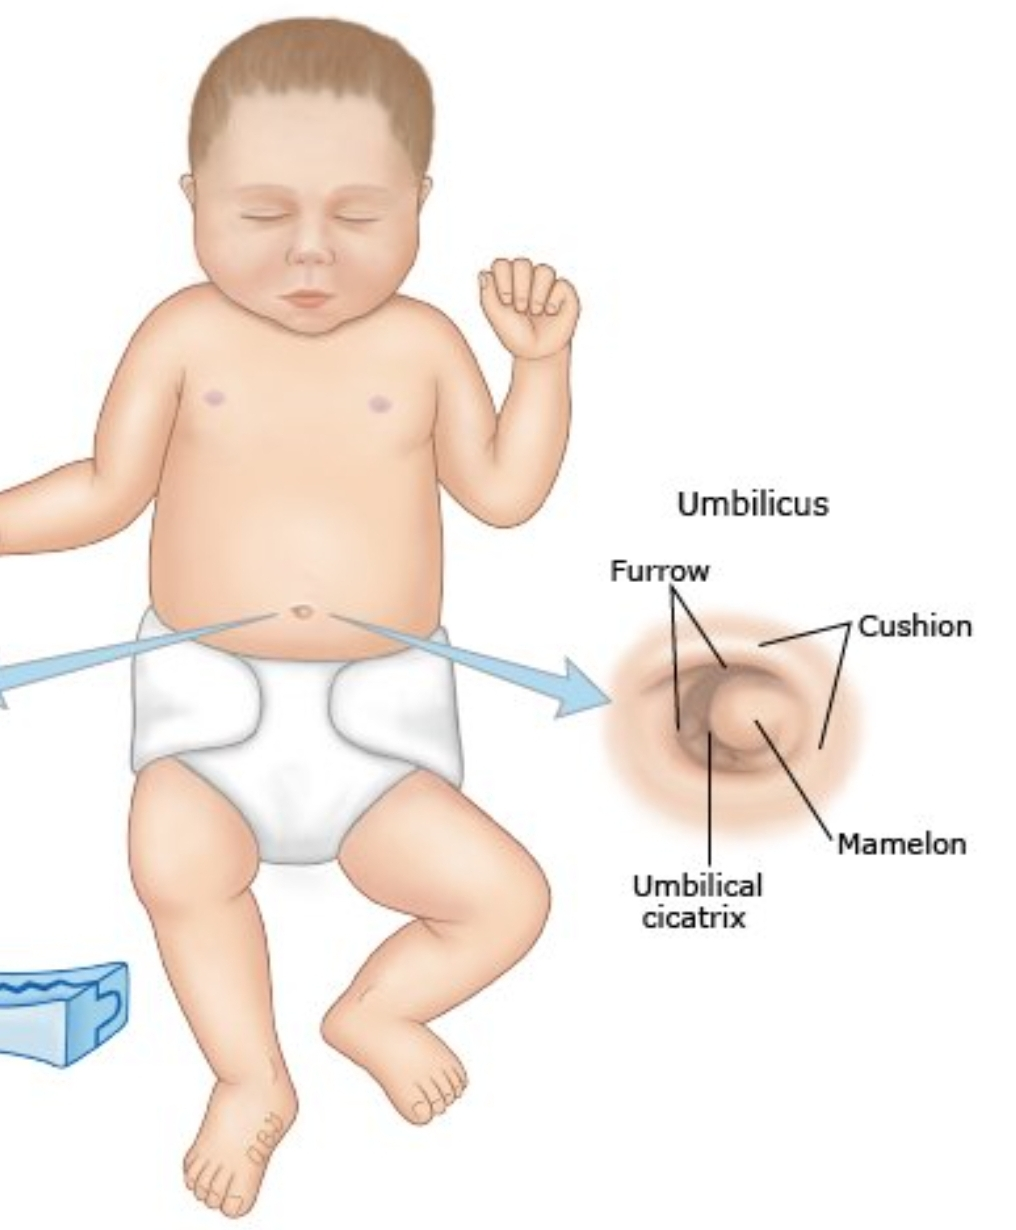 Umbilicus
Furrow
Cushion
Mamelon
Umbilical
cicatrix